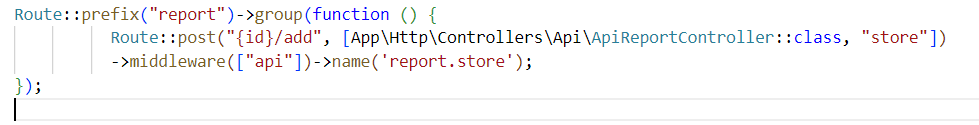 Route::prefix("report")->group(function () {
Route::post("{id}/add", [App\Http\Controllers\Api\ApiReportController::class, "store"])
->middleware(["api"])->name('report.store');
});